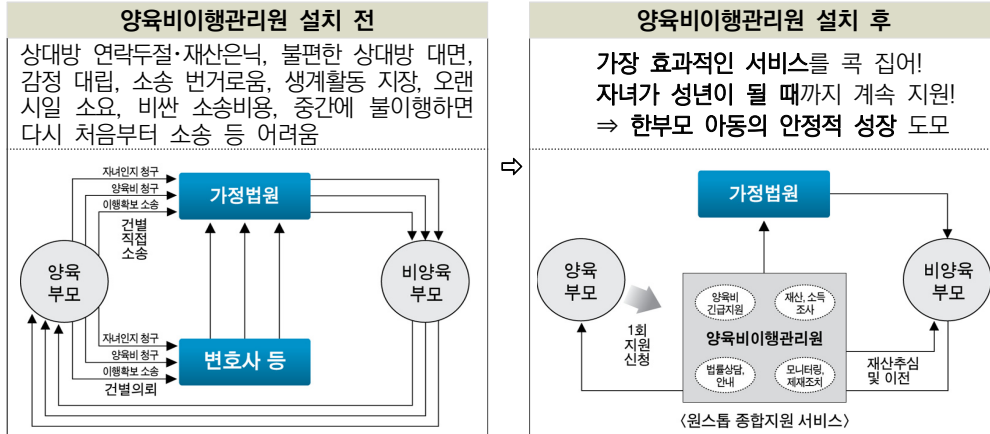 양육비이행관리원 설치 전
상대방 연락두절·재산은닉, 불편한 상대방 대면,
감정 대립, 소송 번거로움, 생계활동 지장, 오랜
시일 소요, 비싼 소송비용, 중간에 불이행하면
다시 처음부터 소송 등 어려움
자녀인지 청구
양육비 청구
이행확보 소송
건별
직접
소송
가정법원
양육
부모
비양육
부모
자녀인지 청구
양육비 청구
이행확보 소송
건별의뢰
변호사 등
⇨
양육비이행관리원 설치 후
가장 효과적인 서비스를 콕 집어!
자녀가 성년이 될 때까지 계속 지원!
⇒ 한부모 아동의 안정적 성장 도모
가정법원
양육
부모
비양육
부모
1회
지원
신청
양육비
긴급지원
재산, 소득
조사
양육비이행관리원
법률상담,
안내
모니터링,
제재조치
재산추심
및 이전
〈원스톱 종합지원 서비스〉